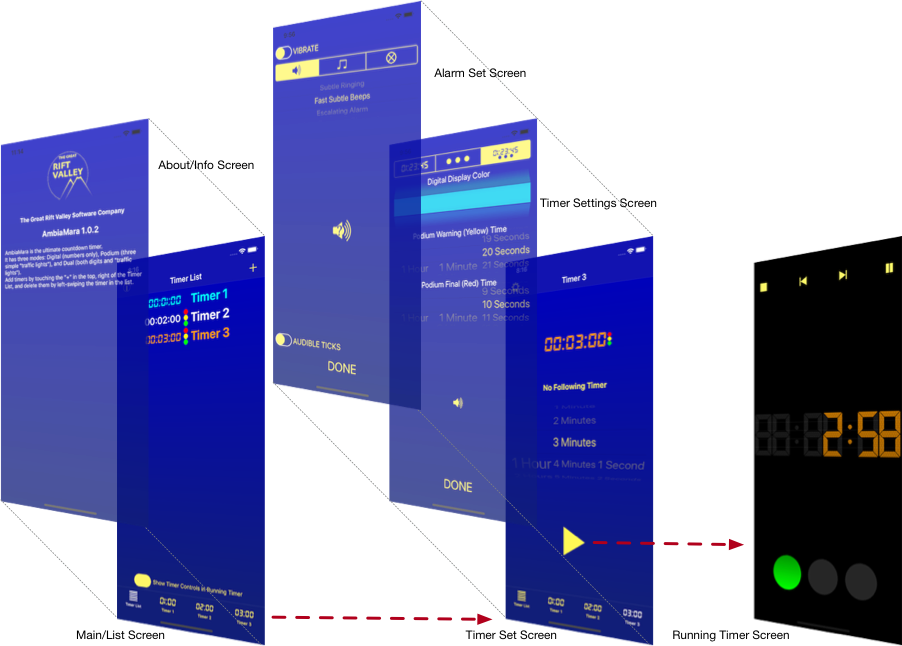 VIBRATE
Subtle Ringing
Fast Subtle Beeps
Escalating Alarm
AUDIBLE TICKS
DONE
Alarm Set Screen
THE GREAT
RIFT
VALLEY
The Great Rift Valley Software Company
AmbiaMara 1.0.2
AmbiaMara is the ultimate countdown timer.
It has three modes: Digital (numbers only), Podium (three
simple "traffic lights"), and Dual (both digits and "traffic
lights").
Add timers by touching the "+" in the top, right of the Timer
List, and delete them by left-swiping the timer in the list.
About/Info Screen
0:23:45
0:23:45
Digital Display Color
Podium Warning (Yellow) Time
19 Seconds
20 Seconds
1 Hour 1 Minute 21 Seconds
Podium Final (Red) Time
9 Seconds
10 Seconds
1 Hour 1 Minute 11 Seconds
DONE
Timer Settings Screen
Timer List
+
00:01:00 Timer 1
00:02:00 Timer 2
00:03:00 Timer 3
Show Timer Controls in Running Timer
Timer List
01:00
Timer 1
02:00
Timer 2
03:00
Timer 3
Main/List Screen
Timer 3
00:03:00
No Following Timer
2 Minutes
3 Minutes
1 Hour 4 Minutes 1 Second
5 Minutes
Timer List
01:00
Timer 1
02:00
Timer 2
03:00
Timer 3
Timer Set Screen
2:58
Running Timer Screen